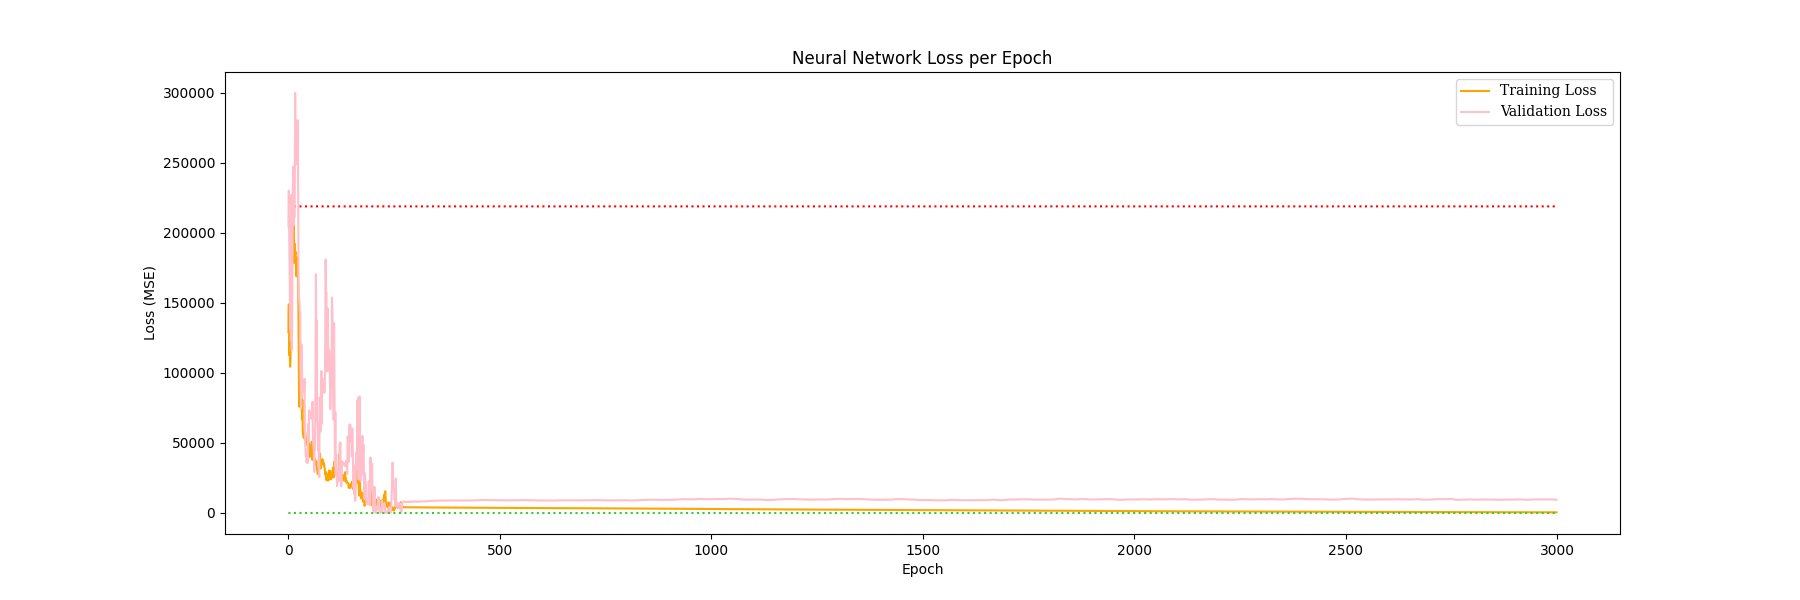 Neural Network Loss per Epoch
Training Loss
Validation Loss
300000
250000
200000
150000
100000
50000
0
Loss (MSE)
0
500
1000
1500
2000
2500
3000
Epoch